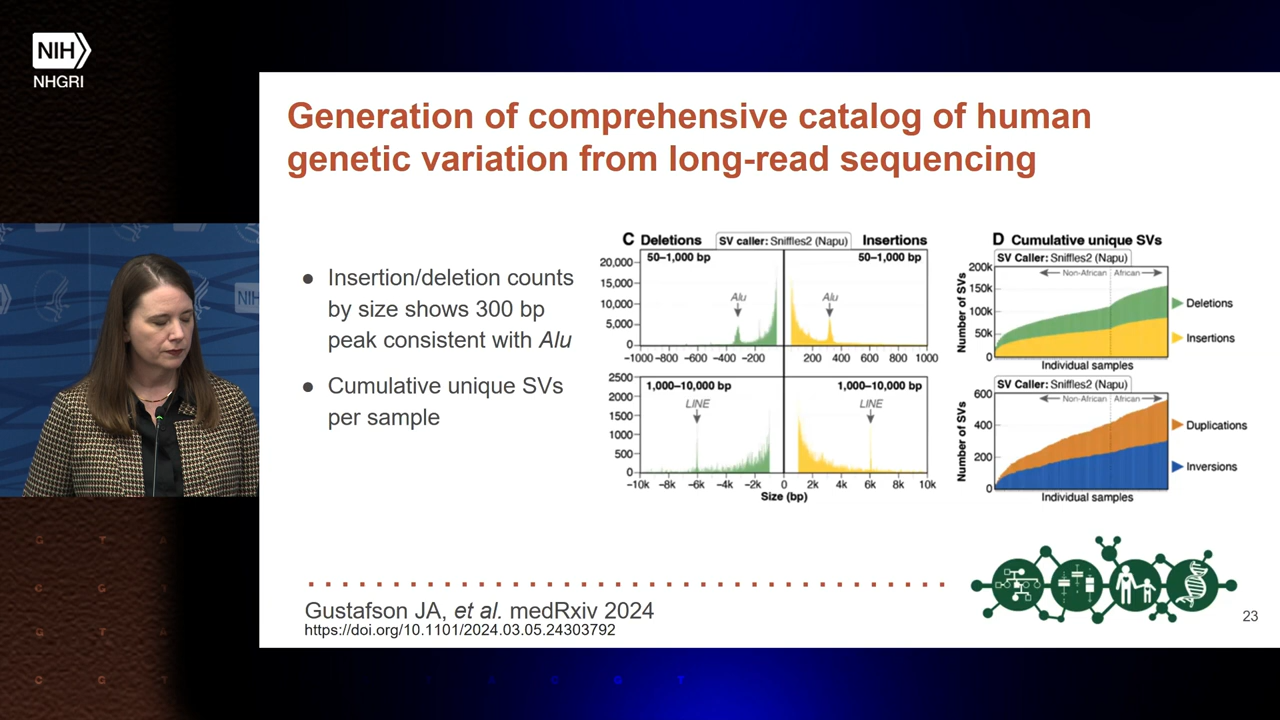 NIH
NHGRI
Generation of comprehensive catalog of human
genetic variation from long-read sequencing
● Insertion/deletion counts
by size shows 300 bp
peak consistent with Alu
● Cumulative unique SVs
per sample
C Deletions SV caller: Sniffles2 (Napu) Insertions
50–1,000 bp 50–1,000 bp
20,000
15,000
10,000
5,000
0
Alu Alu
−1000 −800 −600 −400 −200 0 200 400 600 800 1000
2500
2000
1500
1000
500
0
1,000–10,000 bp 1,000–10,000 bp
LINE LINE
−10k −8k −6k −4k −2k 0 2k 4k 6k 8k 10k
Size (bp)
D Cumulative unique SVs
SV Caller: Sniffles2 (Napu)
Non-African African
Number of SVs
200k
150k
100k
50k
0
Deletions
Insertions
Individual samples
SV Caller: Sniffles2 (Napu)
Non-African African
Number of SVs
600
400
200
0
Duplications
Inversions
Individual samples
Gustafson JA, et al. medRxiv 2024
https://doi.org/10.1101/2024.03.05.24303792
23
NIH